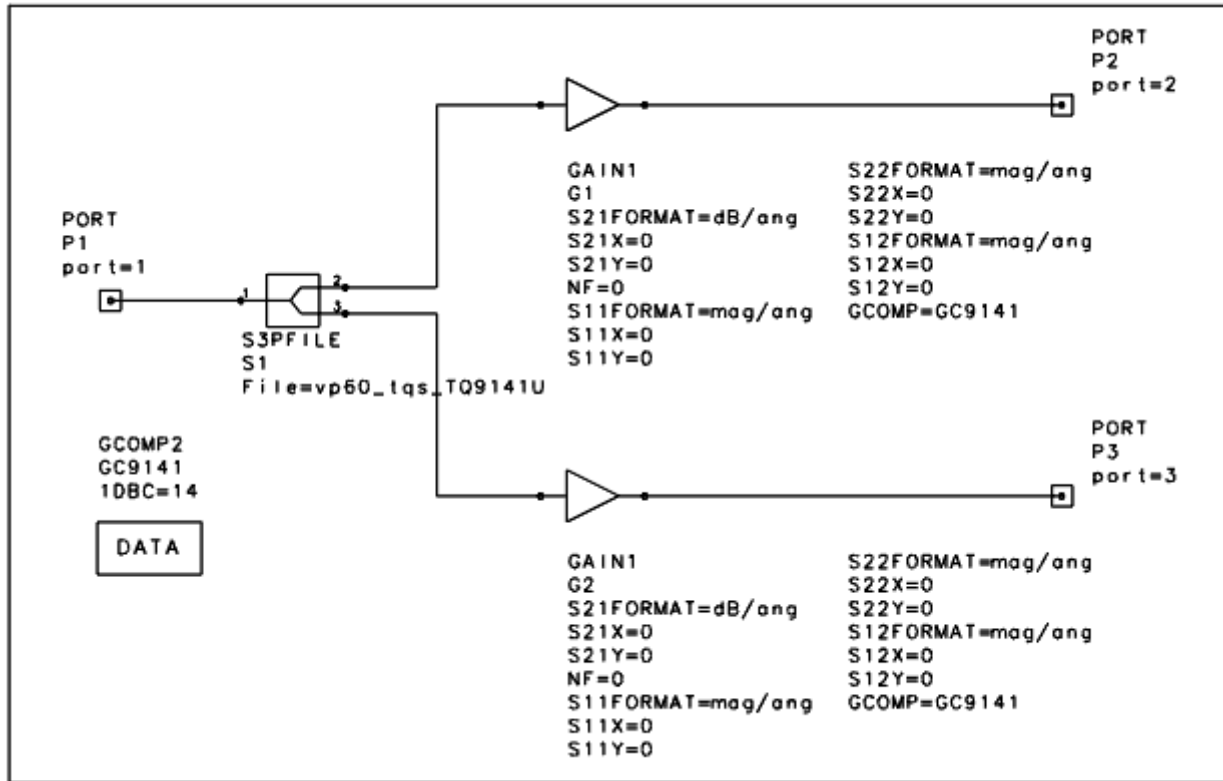 PORT
P2
port=2
GAIN1
G1
S21FORMAT=dB/ang
S21X=0
S21Y=0
NF=0
S11FORMAT=mag/ang
S11X=0
S11Y=0
S22FORMAT=mag/ang
S22X=0
S22Y=0
S12FORMAT=mag/ang
S12X=0
S12Y=0
GCOMP=GC9141
PORT
P1
port=1
1
2
3
S3PFILE
S1
File=vp60_tqs_TQ9141U
GCOMP2
GC9141
1DBC=14
DATA
PORT
P3
port=3
GAIN1
G2
S21FORMAT=dB/ang
S21X=0
S21Y=0
NF=0
S11FORMAT=mag/ang
S11X=0
S11Y=0
S22FORMAT=mag/ang
S22X=0
S22Y=0
S12FORMAT=mag/ang
S12X=0
S12Y=0
GCOMP=GC9141